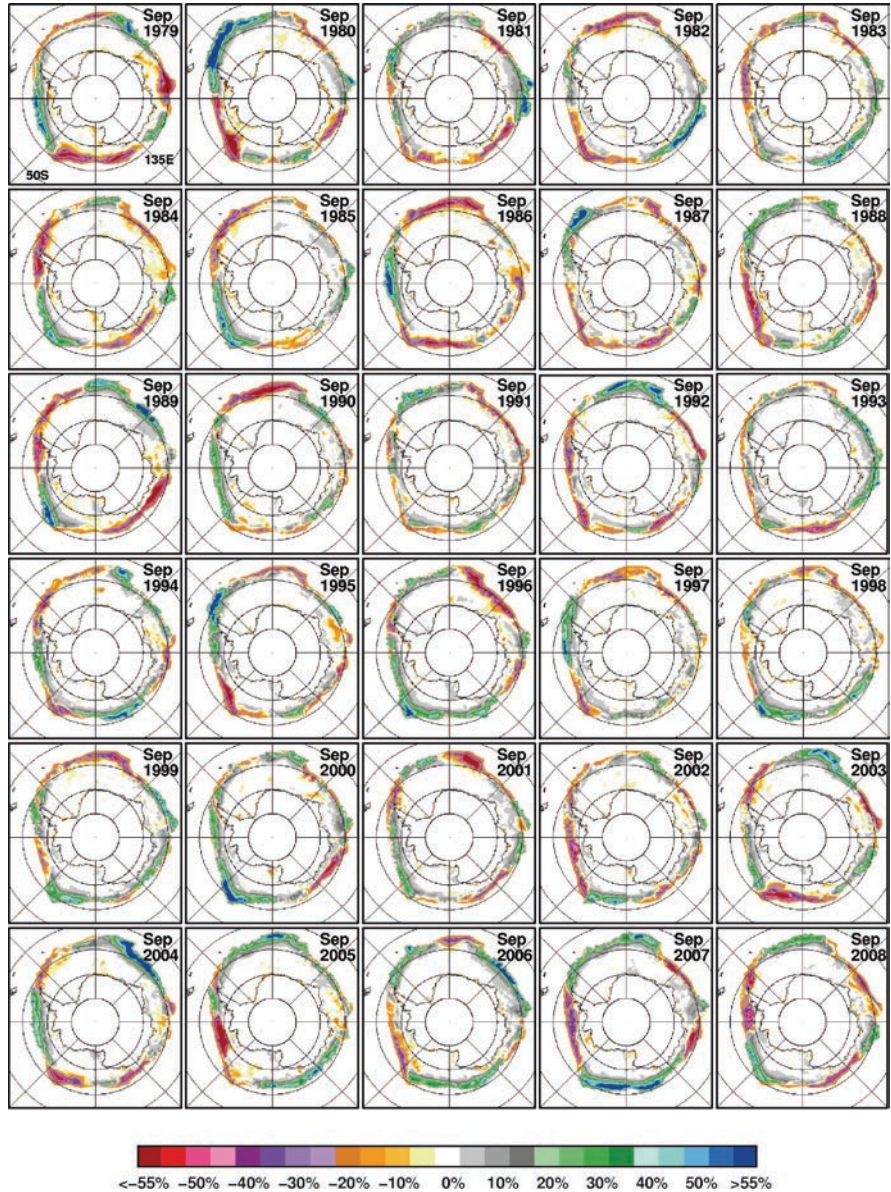 Sep
1979
135E
50S
Sep
1980
Sep
1981
Sep
1982
Sep
1983
Sep
1984
Sep
1985
Sep
1986
Sep
1987
Sep
1988
Sep
1989
Sep
1990
Sep
1991
Sep
1992
Sep
1993
Sep
1994
Sep
1995
Sep
1996
Sep
1997
Sep
1998
Sep
1999
Sep
2000
Sep
2001
Sep
2002
Sep
2003
Sep
2004
Sep
2005
Sep
2006
Sep
2007
Sep
2008
<-55% -50% -40% -30% -20% -10% 0% 10% 20% 30% 40% 50% >55%